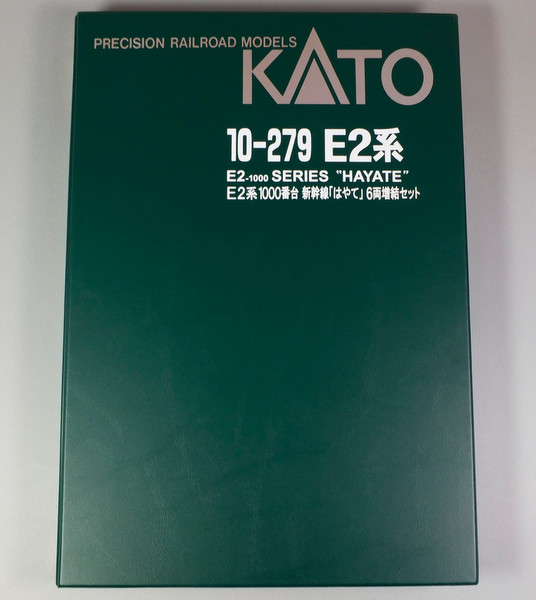 PRECISION RAILROAD MODELS
KATO
10-279 E2系
E2-1000 SERIES "HAYATE"
E2系1000番台 新幹線「はやて」6両増結セット